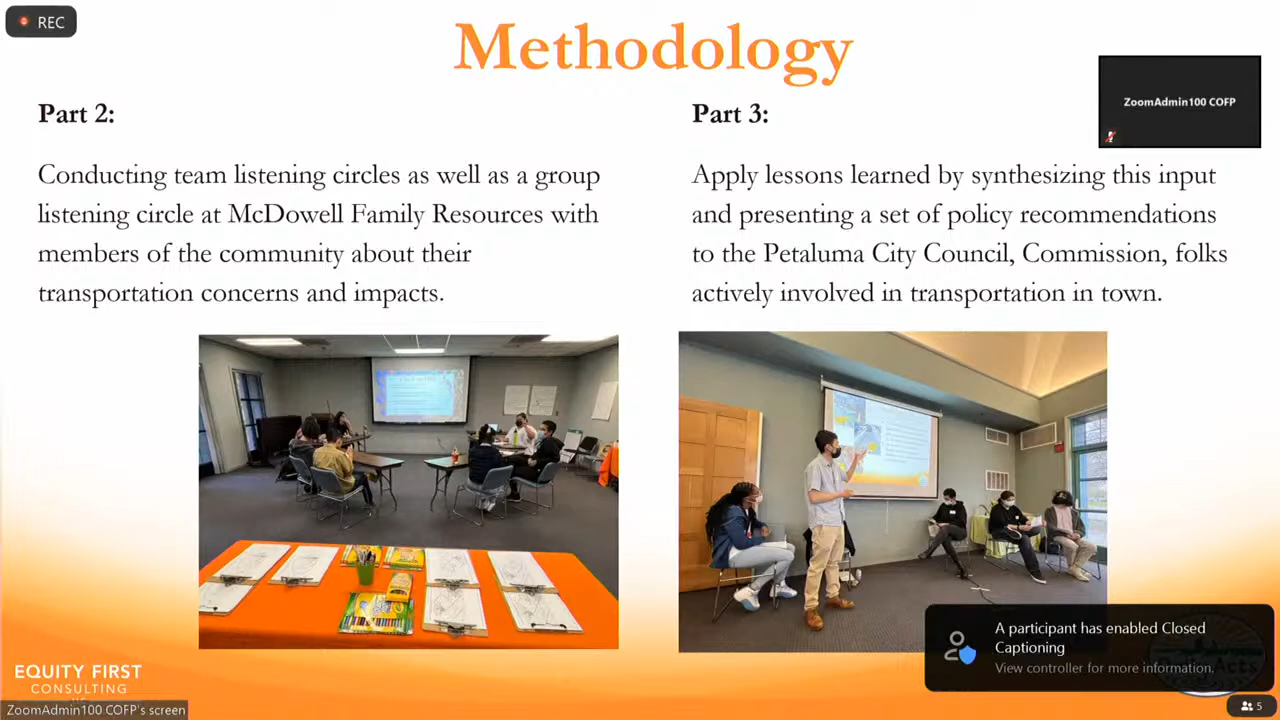 REC
Methodology
ZoomAdmin100 COFP
Part 2:
Conducting team listening circles as well as a group
listening circle at McDowell Family Resources with
members of the community about their
transportation concerns and impacts.
Part 3:
Apply lessons learned by synthesizing this input
and presenting a set of policy recommendations
to the Petaluma City Council, Commission, folks
actively involved in transportation in town.
A participant has enabled Closed
Captioning
View controller for more information.
EQUITY FIRST
CONSULTING
ZoomAdmin100 COFP's screen
5